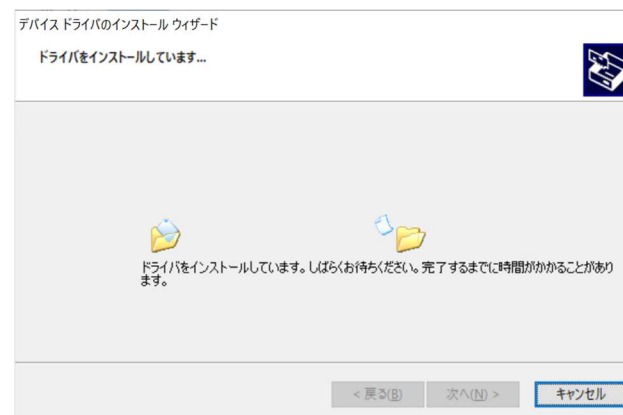 デバイス ドライバのインストール ウィザード
ドライバをインストールしています...
ドライバをインストールしています。しばらくお待ちください。完了するまでに時間がかかることがあり
ます。
< 戻る(B)　次へ(N) >　キャンセル